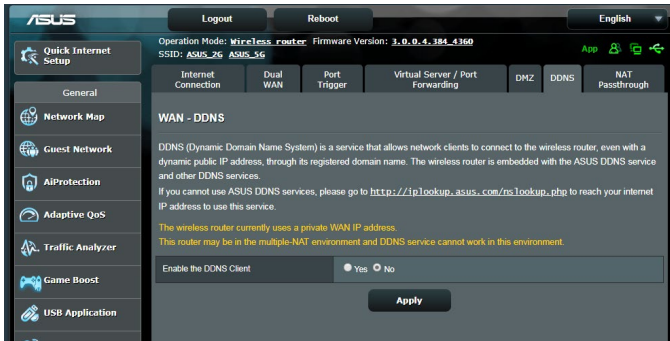 ASUS
Logout
Reboot
English
Operation Mode: Wireless router Firmware Version: 3.0.0.4.384_4360
SSID: ASUS_2G ASUS_5G
App
Quick Internet
Setup
General
Network Map
Guest Network
AiProtection
Adaptive QoS
Traffic Analyzer
Game Boost
USB Application
Internet
Connection
Dual
WAN
Port
Trigger
Virtual Server / Port
Forwarding
DMZ
DDNS
NAT
Passthrough
WAN - DDNS
DDNS (Dynamic Domain Name System) is a service that allows network clients to connect to the wireless router, even with a
dynamic public IP address, through its registered domain name. The wireless router is embedded with the ASUS DDNS service
and other DDNS services.
If you cannot use ASUS DDNS services, please go to http://iplookup.asus.com/nslookup.php to reach your internet
IP address to use this service.
The wireless router currently uses a private WAN IP
address.
This router may be in the multiple-NAT environment and DDNS service cannot work in this environment.
Enable the DDNS Client
Yes No
Apply